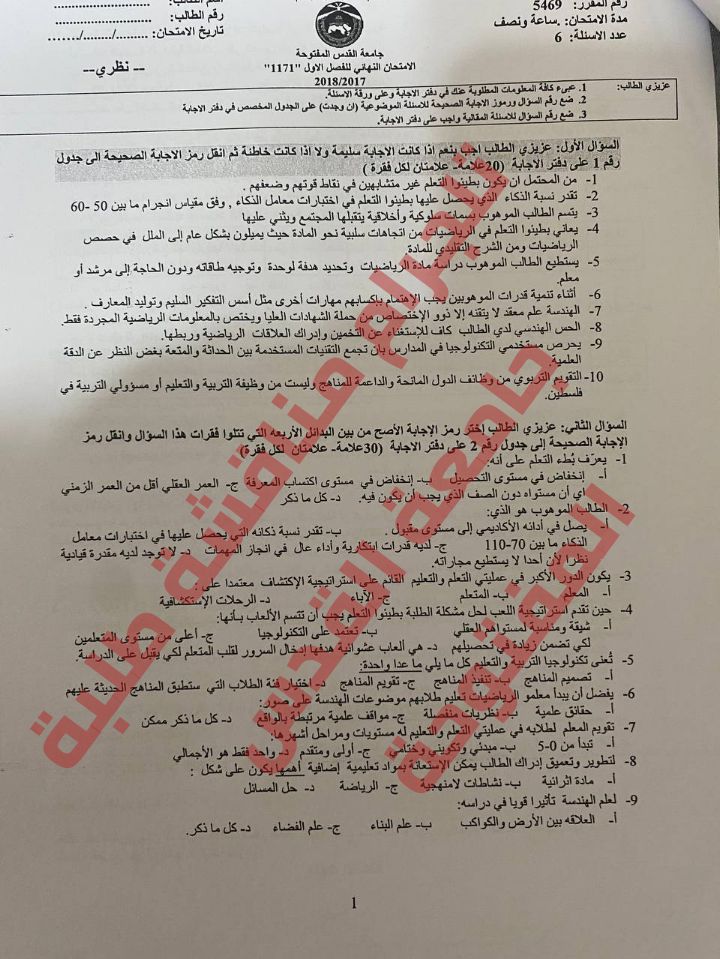 رقم المقرر: 5469
مدة الامتحان: ساعة ونصف
عدد الاسئلة: 6
جامعة القدس المفتوحة
الامتحان النهائي للفصل الاول "1171"
2018/2017
اسم الطالب: ....................
رقم الطالب: ....................
تاريخ الامتحان: ....../....../......
-- نظري--
عزيزي الطالب:
1. عبىء كافة المعلومات المطلوبة عنك في دفتر الاجابة وعلى ورقة الاسئلة.
2. ضع رقم السؤال ورموز الاجابة الصحيحة للاسئلة الموضوعية (ان وجدت) على الجدول المخصص في دفتر الاجابة
3. ضع رقم السؤال للاسئلة المقالية واجب على دفتر الاجابة.
السؤال الأول: عزيزي الطالب اجب بنعم اذا كانت الاجابة سليمة ولا اذا كانت خاطئة ثم انقل رمز الاجابة الصحيحة الى جدول
رقم 1 على دفتر الاجابة (20علامة- علامتان لكل فقرة )
1- من المحتمل ان يكون بطيئوا التعلم غير متشابهين في نقاط قوتهم وضعفهم .
2- تقدر نسبة الذكاء الذي يحصل عليها بطيئوا التعلم في اختبارات معامل الذكاء , وفق مقياس انجرام ما بين 50 -60
3- يتسم الطالب الموهوب بسمات سلوكية وأخلاقية يتقبلها المجتمع ويثني عليها
4- يعاني بطيئوا التعلم في الرياضيات من اتجاهات سلبية نحو المادة حيث يميلون بشكل عام إلى الملل في حصص
الرياضيات ومن الشرح التقليدي للمادة
5- يستطيع الطالب الموهوب دراسة مادة الرياضيات وتحديد هدفة لوحدة وتوجيه طاقاته ودون الحاجة إلى مرشد أو
معلم.
6- أثناء تنمية قدرات الموهوبين يجب الإهتمام بإكسابهم مهارات أخرى مثل أسس التفكير السليم وتوليد المعارف .
7- الهندسة علم معقد لا يتقنه إلا ذوو الإختصاص من حملة الشهادات العليا ويختص بالمعلومات الرياضية المجردة فقط.
8- الحس الهندسي لدي الطالب كاف للإستغناء عن التخمين وإدراك العلاقات الرياضية وربطها.
9- يحرص مستخدمي التكنولوجيا في المدارس بان تجمع التقنيات المستخدمة بين الحداثة والمتعة بغض النظر عن الدقة
العلمية.
10- التقويم التربوي من وظائف الدول المانحة والداعمة للمناهج وليست من وظيفة التربية والتعليم أو مسؤولي التربية في
فلسطين.
السؤال الثاني: عزيزي الطالب إختر رمز الإجابة الأصح من بين البدائل الأربعه التي تتلوا فقرات هذا السؤال وانقل رمز
الإجابة الصحيحة إلى جدول رقم 2 على دفتر الاجابة (30علامة- علامتان لكل فقرة)
1- يعرّف بُطء التعلم على أنه:
أ- إنخفاض في مستوى التحصيل ب- إنخفاض في مستوى اكتساب المعرفة ج- العمر العقلي أقل من العمر الزمني
اي أن مستواه دون الصف الذي يجب أن يكون فيه. د- كل ما ذكر
2- الطالب الموهوب هو الذي:
أ- يصل في أدائه الأكاديمي إلى مستوى مقبول . ب- تقدر نسبة ذكائه التي يحصل عليها في اختبارات معامل
الذكاء ما بين 70-110 ج- لديه قدرات ابتكارية وأداء عال في انجاز المهمات د- لا توجد لديه مقدرة قيادية
نظرا لأن أحدا لا يستطيع مجاراته.
3- يكون الدور الأكبر في عمليتي التعلم والتعليم القائم على استراتيجية الإكتشاف معتمدا على :
أ- المعلم ب- المتعلم ج- الأباء د- الرحلات الإستكشافية
4- حين تقدم استراتيجية اللعب لحل مشكلة الطلبة بطيئوا التعلم يجب أن تتسم الألعاب بأنها:
أ- شيقة ومناسبة لمستواهم العقلي ب- تعتمد على التكنولوجيا ج- أعلى من مستوى المتعلمين
لكي تضمن زيادة في تحصيلهم د- هي ألعاب عشوائية هدفها إدخال السرور لقلب المتعلم لكي يقبل على الدراسة.
5- تُعنى تكنولوجيا التربية والتعليم كل ما يلي ما عدا واحدة:
أ- تصميم المناهج ب- تنفيذ المناهج ج- تقويم المناهج د- اختيار فئة الطلاب التي ستطبق المناهج الحديثة عليهم
6- يفضل أن يبدأ معلمو الرياضيات تعليم طلابهم موضوعات الهندسة على صور:
أ- حقائق علمية ب- نظريات منفصلة ج- مواقف علمية مرتبطة بالواقع د- كل ما ذكر ممكن
7- تقويم المعلم لطلابه في عمليتي التعلم والتعليم له مستويات ومراحل أشهرها:
أ- تبدأ من 0-5 ب- مبدئي وتكويني وختامي ج- أولى ومتقدم د- واحد فقط هو الأجمالي
8- لتطوير وتعميق إدراك الطالب يمكن الإستعانة بمواد تعليمية إضافية أهمها يكون على شكل :
أ- مادة اثرائية ب- نشاطات لامنهجية ج- الرياضة د- حل المسائل
9- لعلم الهندسة تأثيرا قويا في دراسه:
أ- العلاقه بين الأرض والكواكب ب- علم البناء ج- علم الفضاء د- كل ما ذكر.
1
الجراح مناقشة طلبة
جامعة القدس
المفتوحة